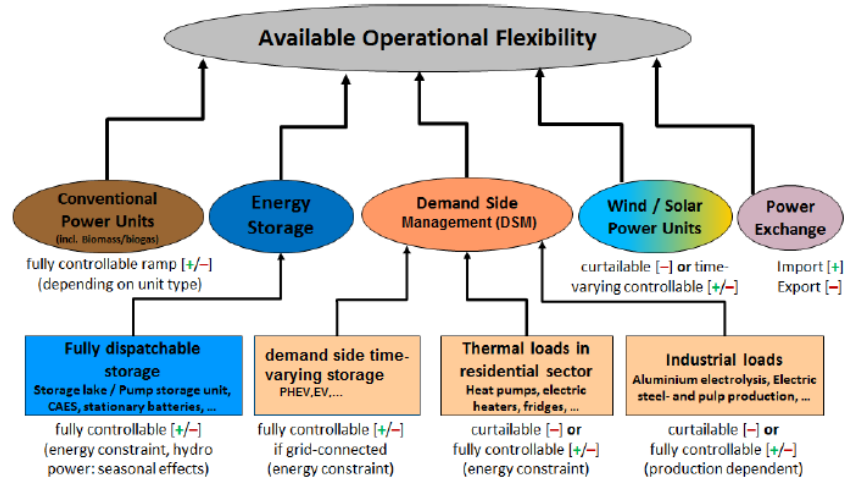 Available Operational Flexibility
Conventional
Power Units
(incl. Biomass/biogas)
fully controllable ramp [+/−]
(depending on unit type)
Energy
Storage
Demand Side
Management (DSM)
Wind / Solar
Power Units
curtailable [−] or time-
varying controllable [+/−]
Power
Exchange
Import [+]
Export [−]
Fully dispatchable
storage
Storage lake / Pump storage unit,
CAES, stationary batteries, ...
fully controllable [+/−]
(energy constraint, hydro
power: seasonal effects)
demand side time-
varying storage
PHEV,EV,...
fully controllable [+/−]
if grid-connected
(energy constraint)
Thermal loads in
residential sector
Heat pumps, electric
heaters, fridges, ...
curtailable [−] or
fully controllable [+/−]
(energy constraint)
Industrial loads
Aluminium electrolysis, Electric
steel- and pulp production, ...
curtailable [−] or
fully controllable [+/−]
(production dependent)